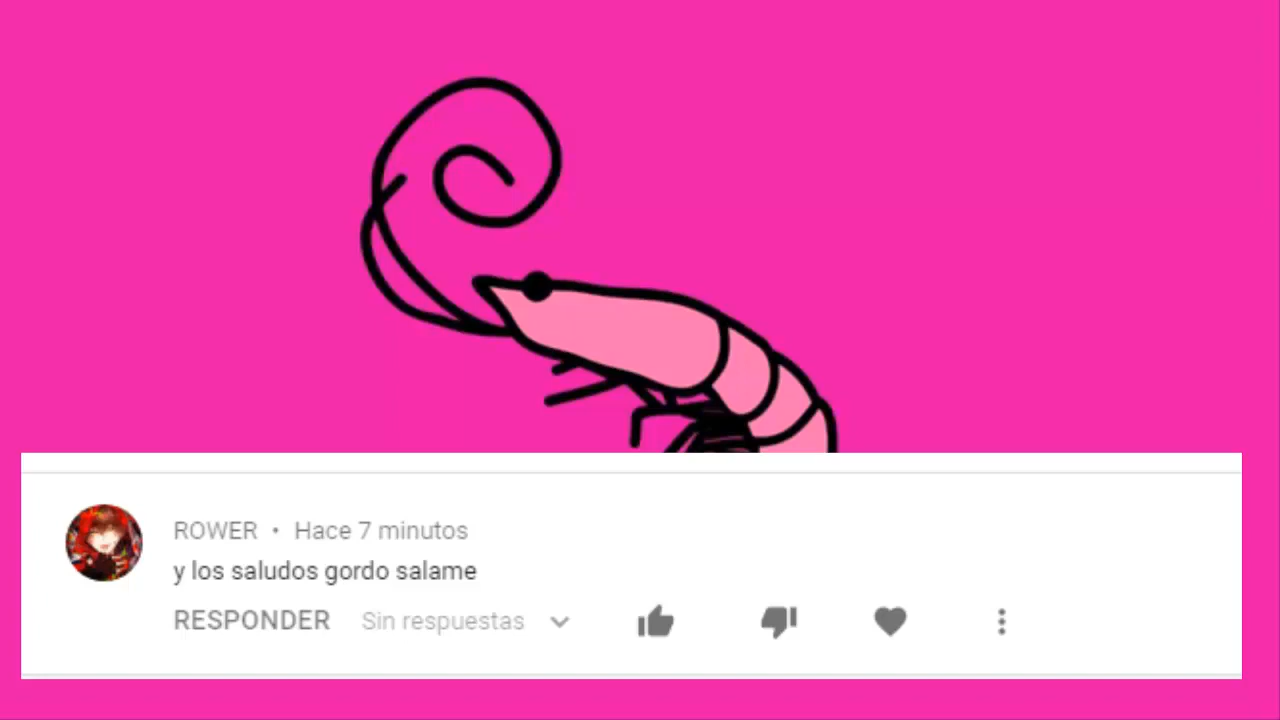 ROWER • Hace 7 minutos
y los saludos gordo salame
RESPONDER Sin respuestas